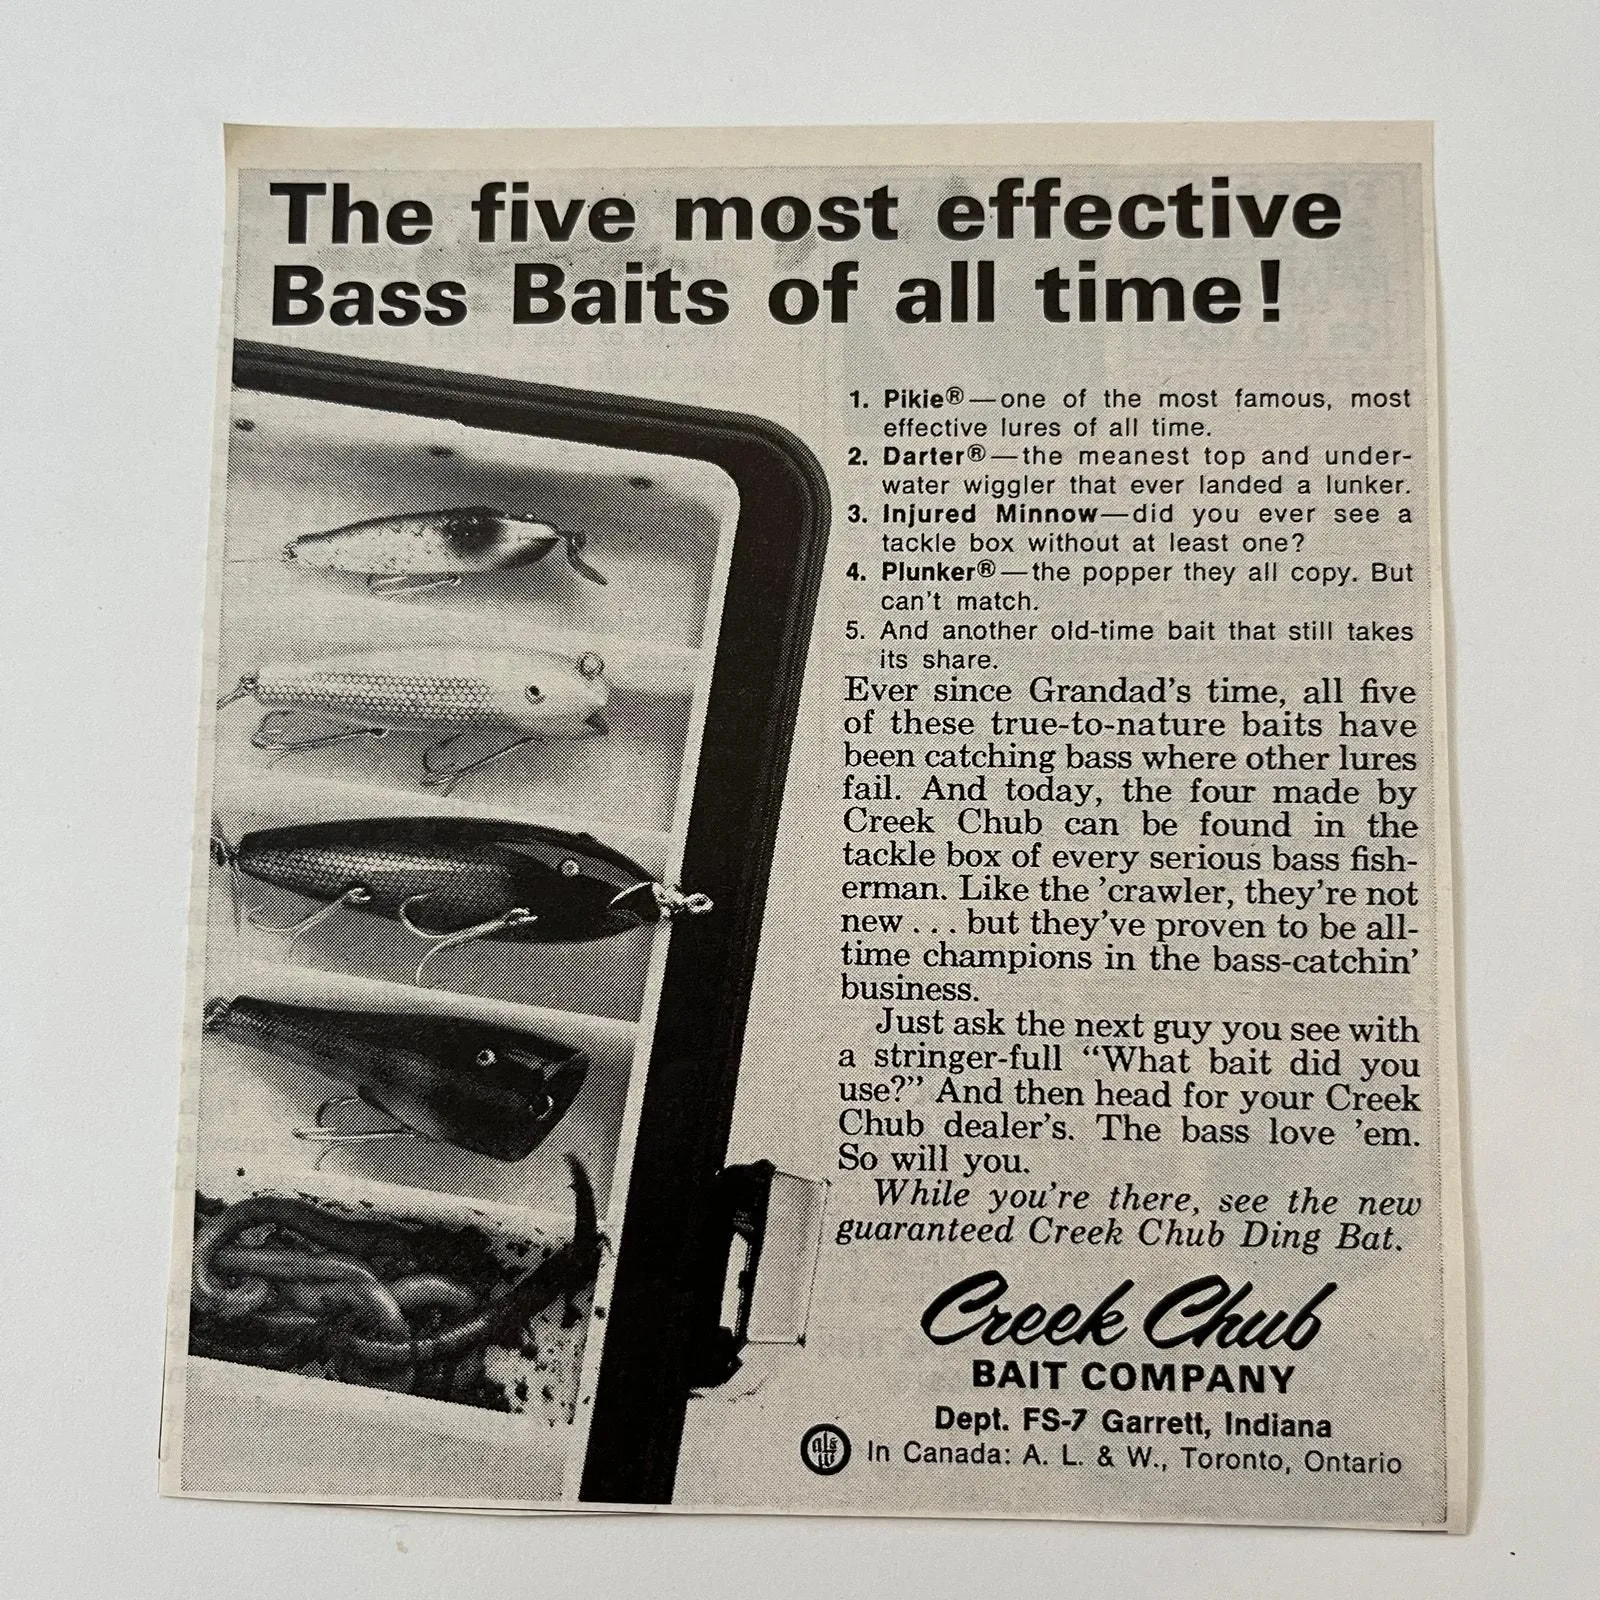 The five most effective
Bass Baits of all time!
1. Pikie®—one of the most famous, most
effective lures of all time.
2. Darter®—the meanest top and under-
water wiggler that ever landed a lunker.
3. Injured Minnow—did you ever see a
tackle box without at least one?
4. Plunker®—the popper they all copy. But
can't match.
5. And another old-time bait that still takes
its share.
Ever since Grandad's time, all five
of these true-to-nature baits have
been catching bass where other lures
fail. And today, the four made by
Creek Chub can be found in the
tackle box of every serious bass fish-
erman. Like the 'crawler, they're not
new . . . but they've proven to be all-
time champions in the bass-catchin'
business.
Just ask the next guy you see with
a stringer-full “What bait did you
use?” And then head for your Creek
Chub dealer's. The bass love 'em.
So will you.
While you're there, see the new
guaranteed Creek Chub Ding Bat.
Creek Chub
BAIT COMPANY
Dept. FS-7 Garrett, Indiana
In Canada: A. L. & W., Toronto, Ontario